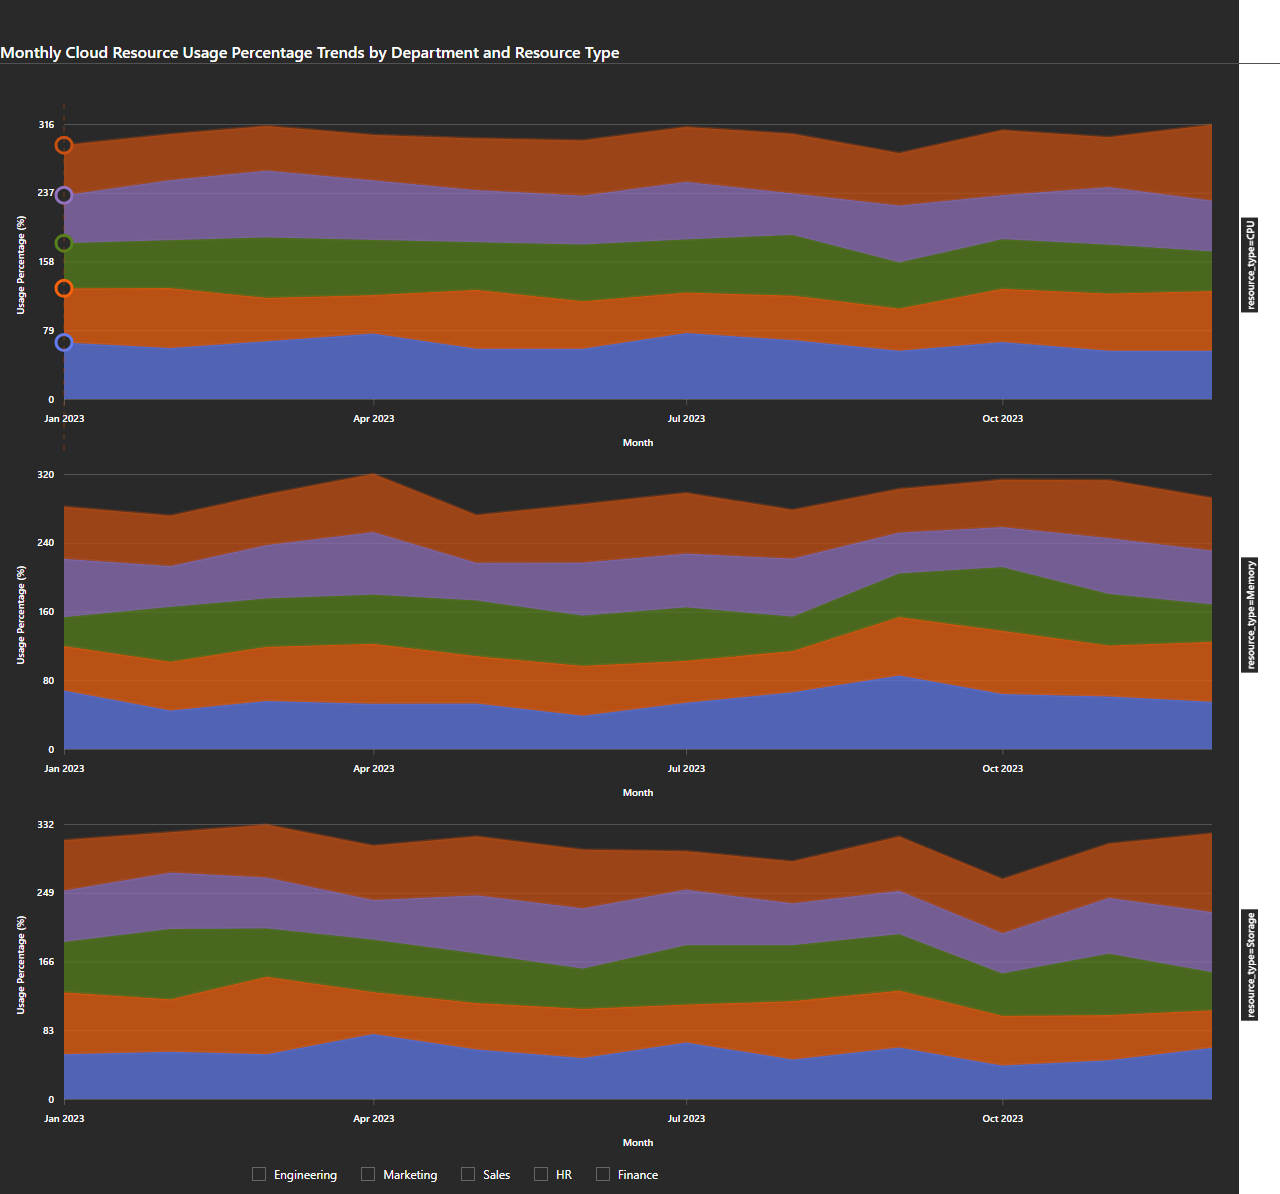 Monthly Cloud Resource Usage Percentage Trends by Department and Resource Type
316
237
158
79
0
Usage Percentage (%)
Jan 2023
Apr 2023
Jul 2023
Oct 2023
Month
resource_type=CPU
320
240
160
80
0
Usage Percentage (%)
Jan 2023
Apr 2023
Jul 2023
Oct 2023
Month
resource_type=Memory
332
249
166
83
0
Usage Percentage (%)
Jan 2023
Apr 2023
Jul 2023
Oct 2023
Month
resource_type=Storage
Engineering Marketing Sales HR Finance